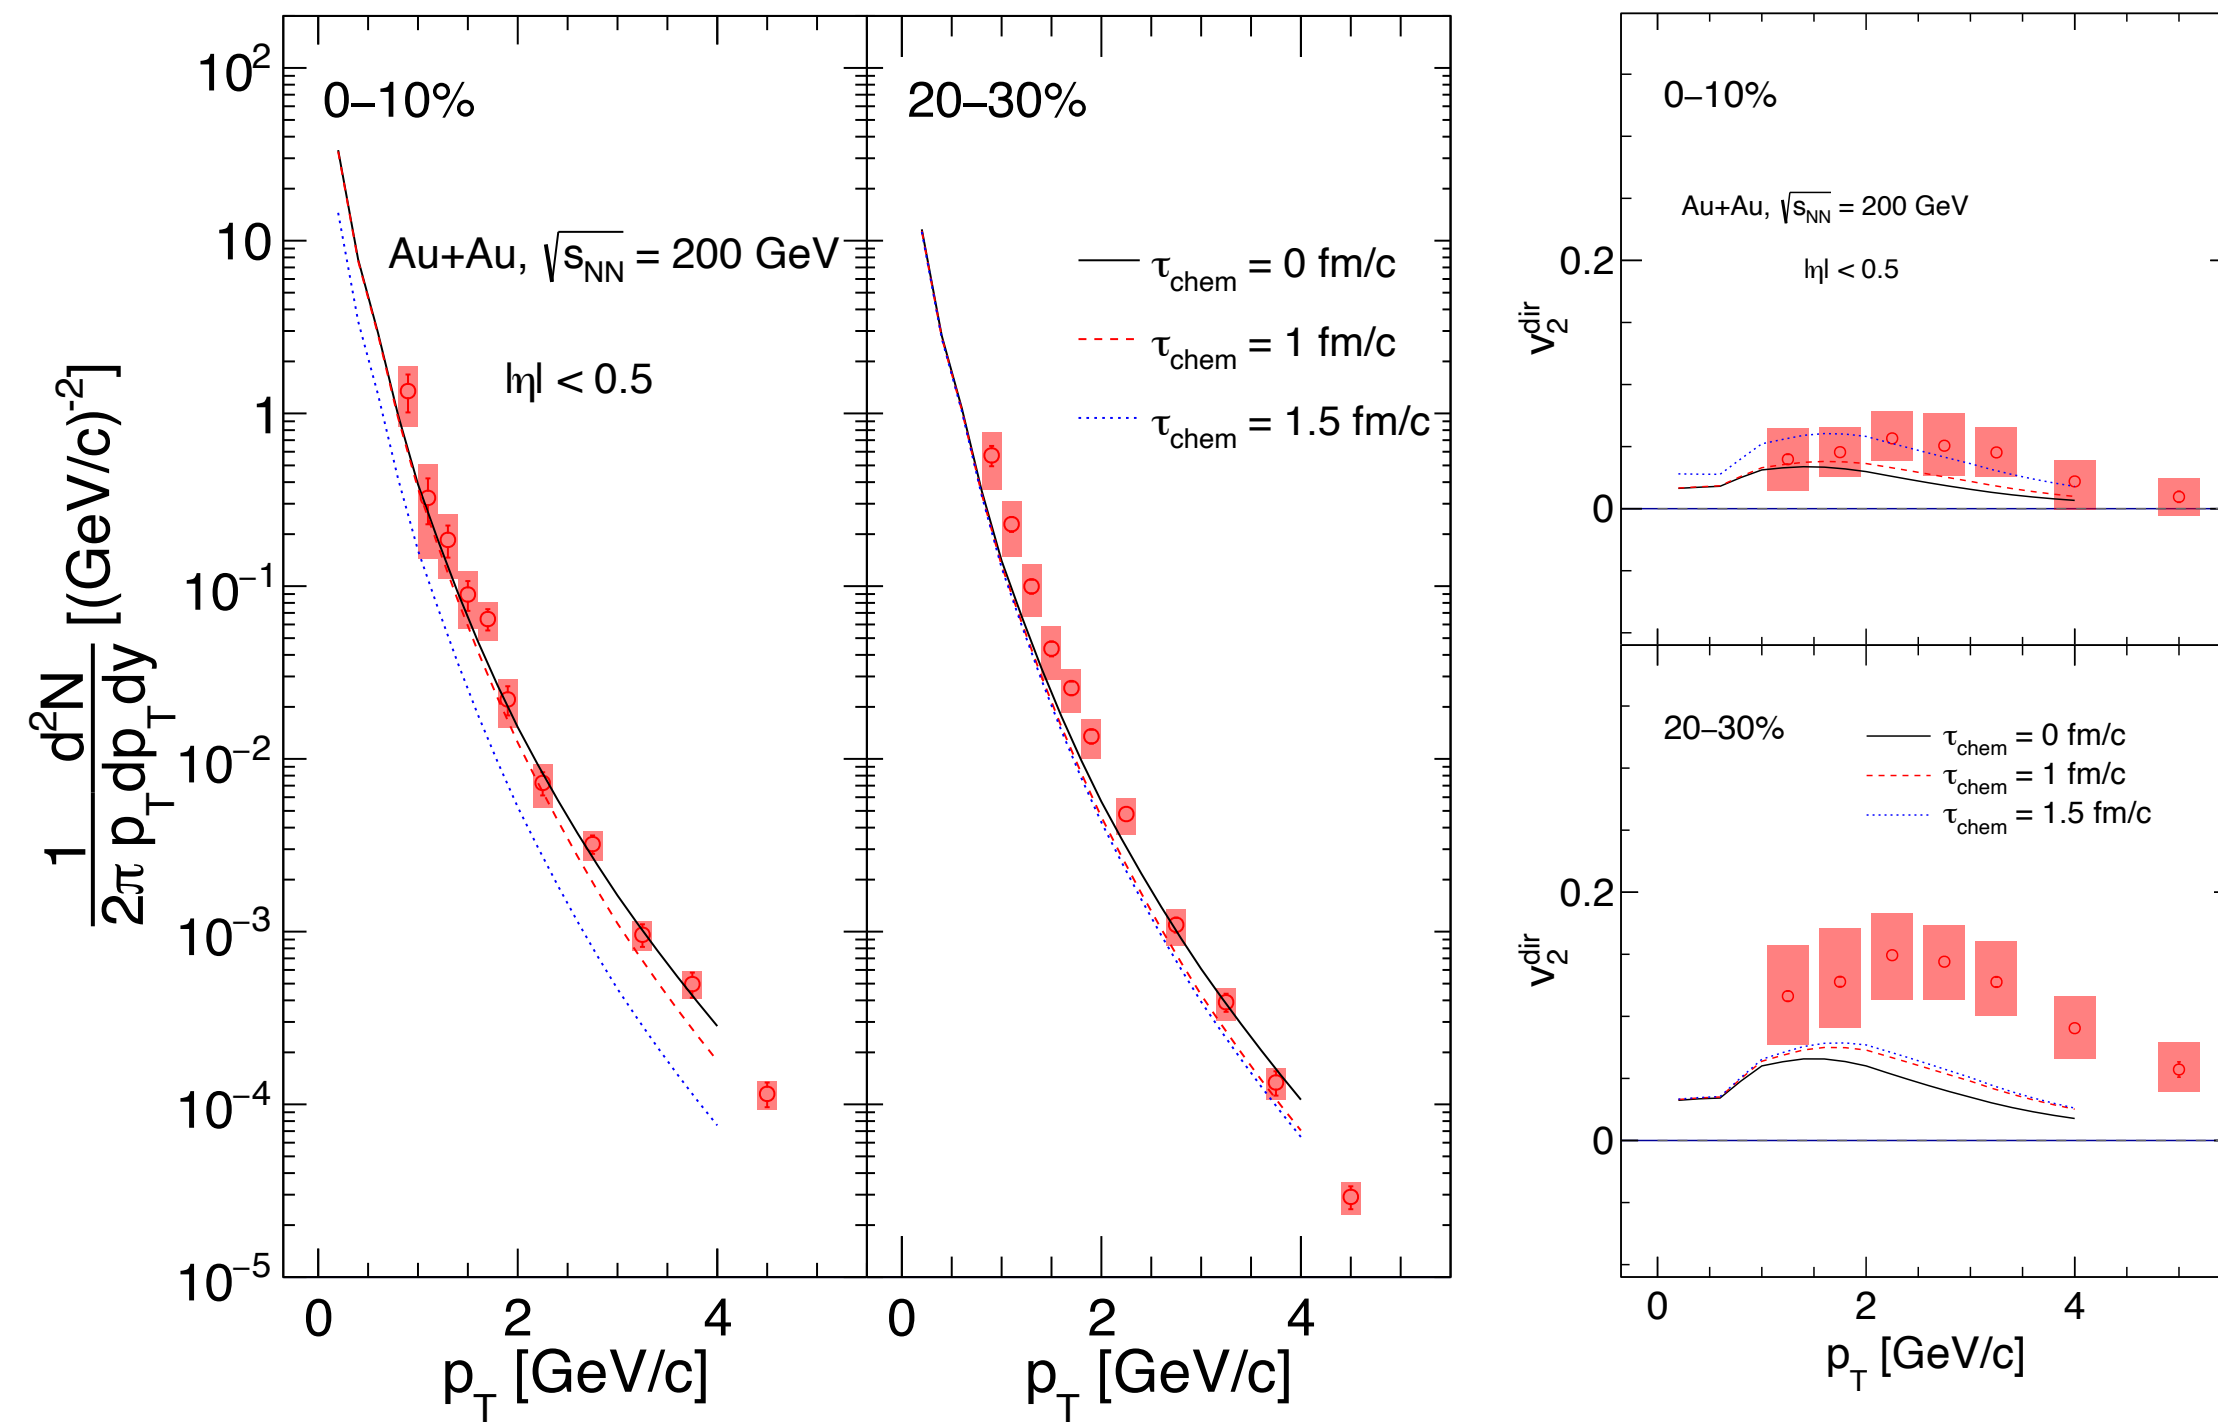 1/(2π p_T dp_T dy) d²N [(GeV/c)⁻²]
10²
10
1
10⁻¹
10⁻²
10⁻³
10⁻⁴
10⁻⁵
0–10%
Au+Au, √s_NN = 200 GeV
|η| < 0.5
0 2 4
p_T [GeV/c]
20–30%
τ_chem = 0 fm/c
τ_chem = 1 fm/c
τ_chem = 1.5 fm/c
0 2 4
p_T [GeV/c]
0–10%
Au+Au, √s_NN = 200 GeV
|η| < 0.5
v₂^dir
0.2
0
20–30%
τ_chem = 0 fm/c
τ_chem = 1 fm/c
τ_chem = 1.5 fm/c
v₂^dir
0.2
0
0 2 4
p_T [GeV/c]